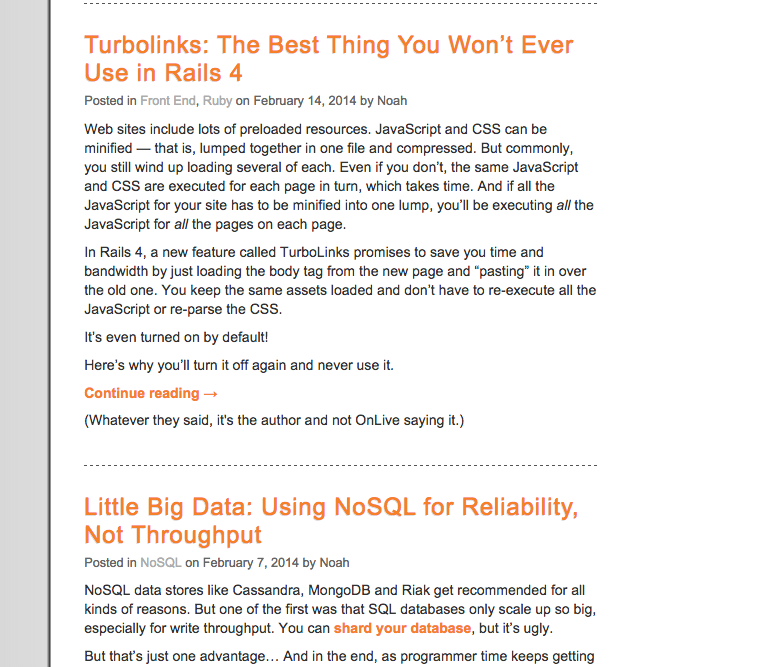 Turbolinks: The Best Thing You Won’t Ever
Use in Rails 4
Posted in Front End, Ruby on February 14, 2014 by Noah
Web sites include lots of preloaded resources. JavaScript and CSS can be
minified — that is, lumped together in one file and compressed. But commonly,
you still wind up loading several of each. Even if you don’t, the same JavaScript
and CSS are executed for each page in turn, which takes time. And if all the
JavaScript for your site has to be minified into one lump, you’ll be executing all the
JavaScript for all the pages on each page.
In Rails 4, a new feature called TurboLinks promises to save you time and
bandwidth by just loading the body tag from the new page and “pasting” it in over
the old one. You keep the same assets loaded and don’t have to re-execute all the
JavaScript or re-parse the CSS.
It’s even turned on by default!
Here’s why you’ll turn it off again and never use it.
Continue reading →
(Whatever they said, it's the author and not OnLive saying it.)
Little Big Data: Using NoSQL for Reliability,
Not Throughput
Posted in NoSQL on February 7, 2014 by Noah
NoSQL data stores like Cassandra, MongoDB and Riak get recommended for all
kinds of reasons. But one of the first was that SQL databases only scale up so big,
especially for write throughput. You can shard your database, but it’s ugly.
But that’s just one advantage… And in the end, as programmer time keeps getting